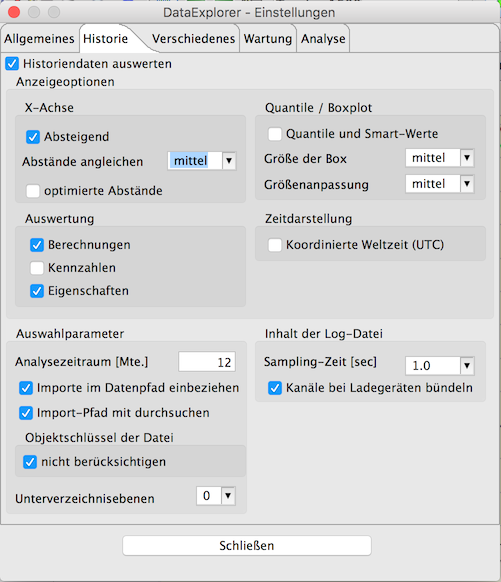 DataExplorer - Einstellungen
Allgemeines Historie Verschiedenes Wartung Analyse
Historiendaten auswerten
Anzeigeoptionen
X-Achse
Absteigend
Abstände angleichen mittel
optimierte Abstände
Quantile / Boxplot
Quantile und Smart-Werte
Größe der Box mittel
Größenanpassung mittel
Auswertung
Berechnungen
Kennzahlen
Eigenschaften
Zeitdarstellung
Koordinierte Weltzeit (UTC)
Auswahlparameter
Analysezeitraum [Mte.] 12
Importe im Datenpfad einbeziehen
Import-Pfad mit durchsuchen
Objektschlüssel der Datei
nicht berücksichtigen
Unterverzeichnisebenen 0
Inhalt der Log-Datei
Sampling-Zeit [sec] 1.0
Kanäle bei Ladegeräten bündeln
Schließen